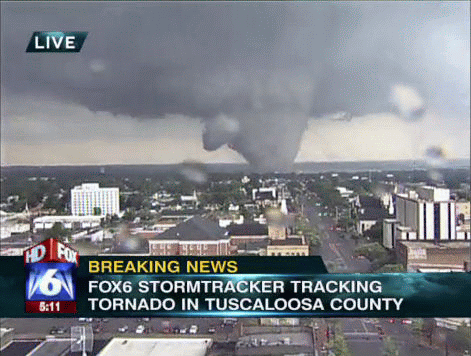 LIVE
HD FOX
6
5:11
BREAKING NEWS
FOX6 STORMTRACKER TRACKING
TORNADO IN TUSCALOOSA COUNTY